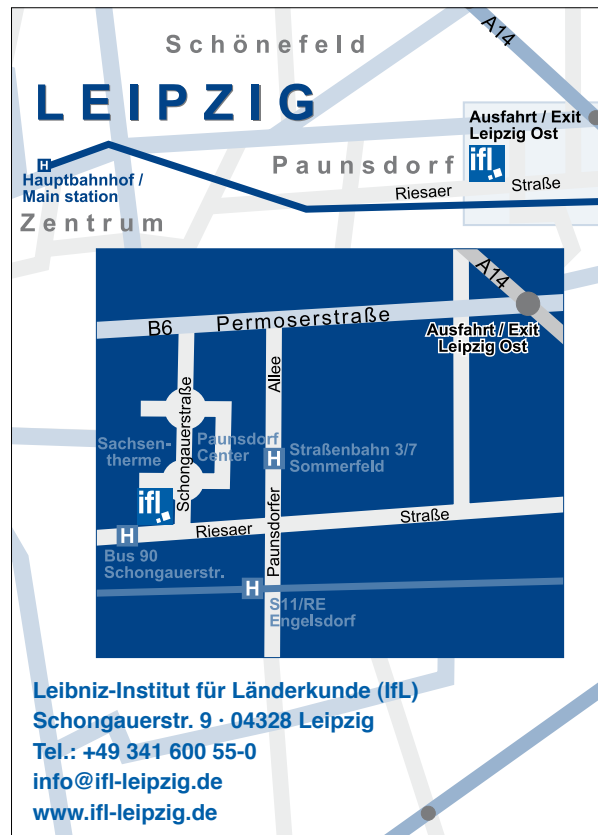 Schönefeld
A14
LEIPZIG
Ausfahrt / Exit
Leipzig Ost
ifl
H
Hauptbahnhof /
Main station
Paunsdorf
Riesaer Straße
Zentrum
A14
B6 Permoserstraße
Ausfahrt / Exit
Leipzig Ost
Allee
Schongauerstraße
Sachsen-
therme
Paunsdorf
Center
H
Straßenbahn 3/7
Sommerfeld
ifl
Paunsdorfer
Riesaer Straße
H
Bus 90
Schongauerstr.
H
S11/RE
Engelsdorf
Leibniz-Institut für Länderkunde (IfL)
Schongauerstr. 9 · 04328 Leipzig
Tel.: +49 341 600 55-0
info@ifl-leipzig.de
www.ifl-leipzig.de